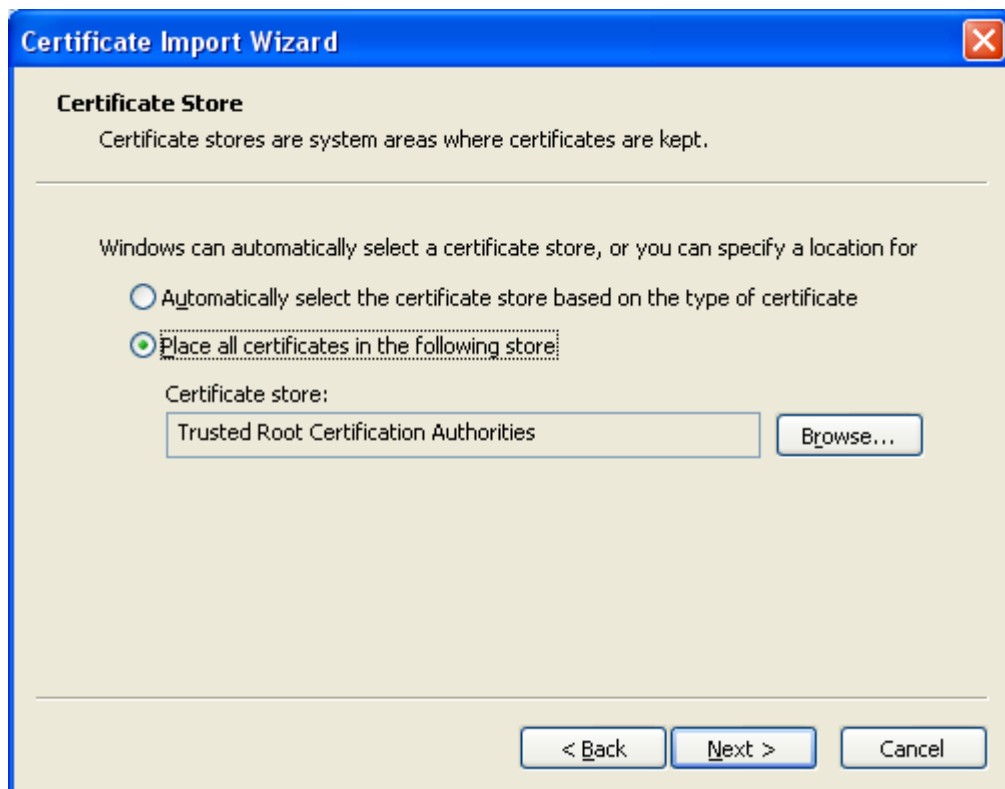 Certificate Import Wizard
Certificate Store
Certificate stores are system areas where certificates are kept.
Windows can automatically select a certificate store, or you can specify a location for
Automatically select the certificate store based on the type of certificate
Place all certificates in the following store
Certificate store:
Trusted Root Certification Authorities
Browse...
< Back
Next >
Cancel